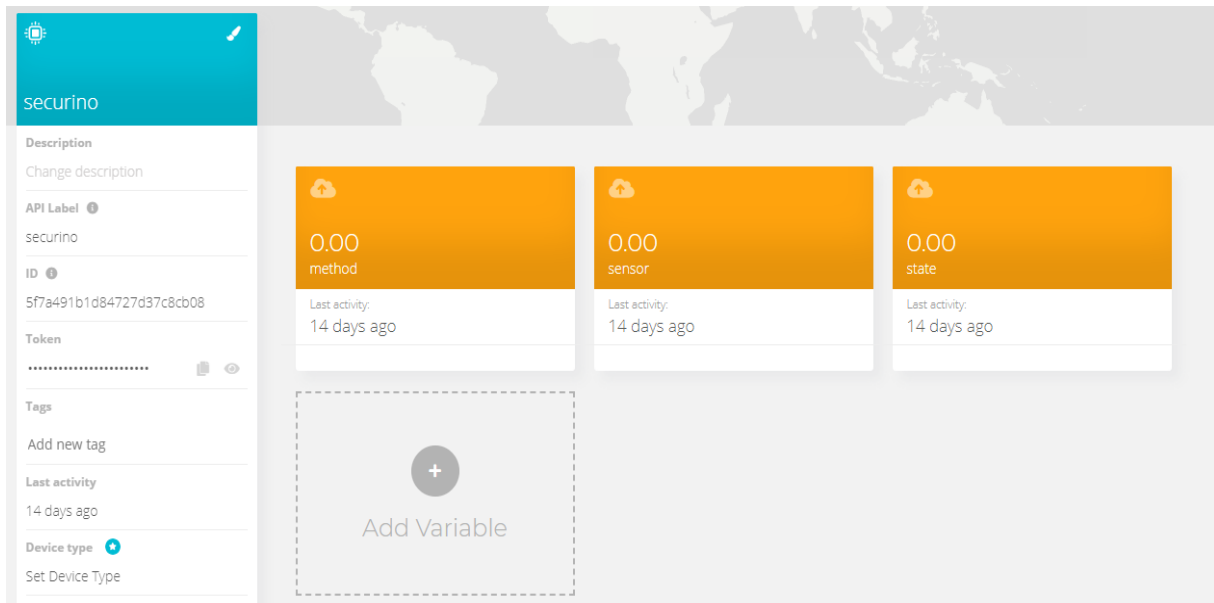 securino
Description
Change description
API Label
securino
ID
5f7a491b1d84727d37c8cb08
Token
••••••••••••••••••••••••
Tags
Add new tag
Last activity
14 days ago
Device type
Set Device Type
0.00
method
Last activity:
14 days ago
0.00
sensor
Last activity:
14 days ago
0.00
state
Last activity:
14 days ago
+
Add Variable